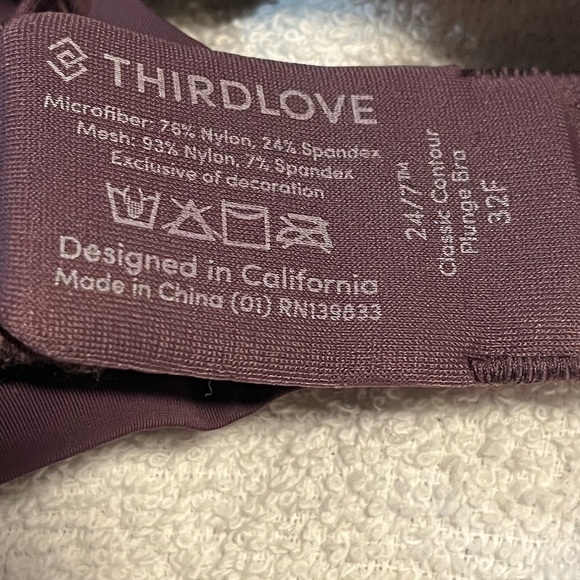 THIRDLOVE
Microfiber: 76% Nylon, 24% Spandex
Mesh: 93% Nylon, 7% Spandex
Exclusive of decoration
Designed in California
Made in China (01) RN139833
24/7™
Classic Contour
Plunge Bra
32F